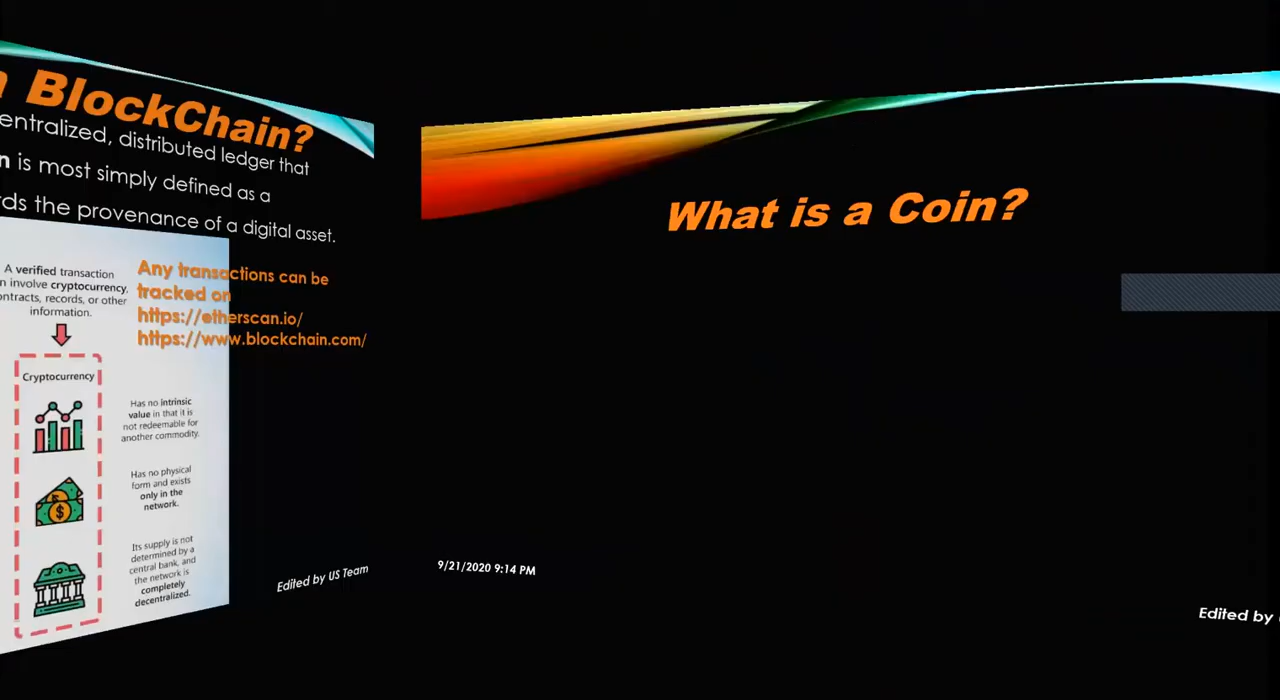 BlockChain?
entralized, distributed ledger that
n is most simply defined as a
rds the provenance of a digital asset.
A verified transaction
n involve cryptocurrency,
ontracts, records, or other
information.
Any transactions can be
tracked on
https://etherscan.io/
https://www.blockchain.com/
Cryptocurrency
Has no intrinsic
value in that it is
not redeemable for
another commodity.
Has no physical
form and exists
only in the
network.
Its supply is not
determined by a
central bank, and
the network is
completely
decentralized.
Edited by US Team
What is a Coin?
9/21/2020 9:14 PM
Edited by